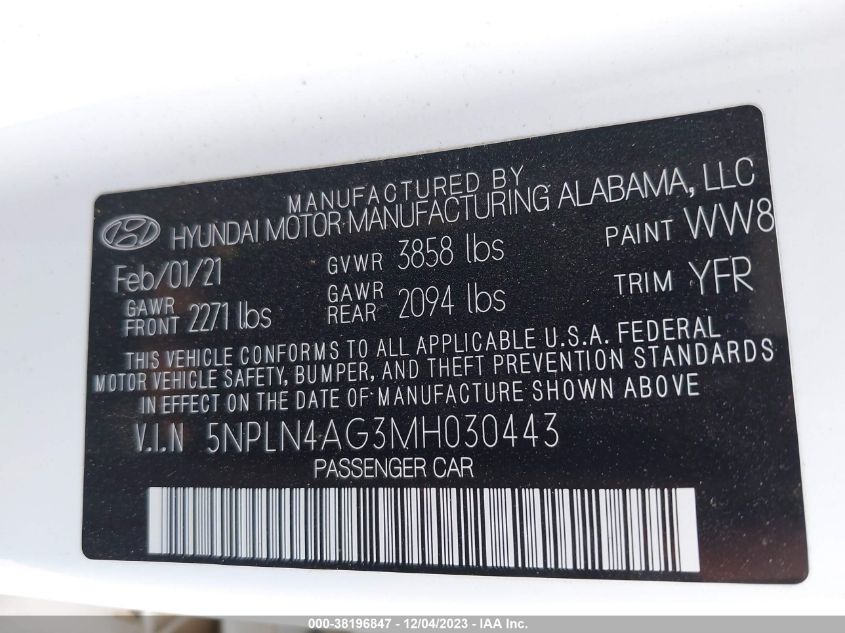 MANUFACTURED BY
HYUNDAI MOTOR MANUFACTURING ALABAMA, LLC
Feb/01/21 GVWR 3858 lbs PAINT WW8
GAWR FRONT 2271 lbs GAWR REAR 2094 lbs TRIM YFR
THIS VEHICLE CONFORMS TO ALL APPLICABLE U.S.A. FEDERAL
MOTOR VEHICLE SAFETY, BUMPER, AND THEFT PREVENTION STANDARDS
IN EFFECT ON THE DATE OF MANUFACTURE SHOWN ABOVE
V.I.N 5NPLN4AG3MH030443
PASSENGER CAR
000-38196847 - 12/04/2023 - IAA Inc.